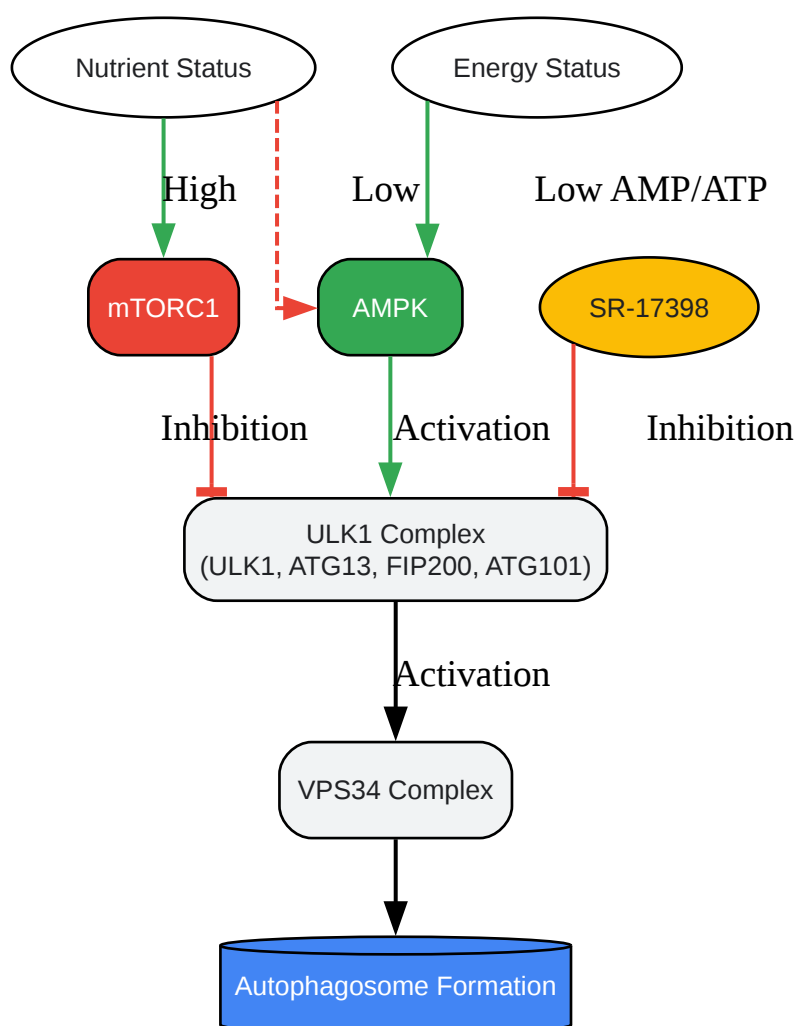 Nutrient Status
Energy Status
High
Low
Low AMP/ATP
mTORC1
AMPK
SR-17398
Inhibition
Activation
Inhibition
ULK1 Complex
(ULK1, ATG13, FIP200, ATG101)
Activation
VPS34 Complex
Autophagosome Formation